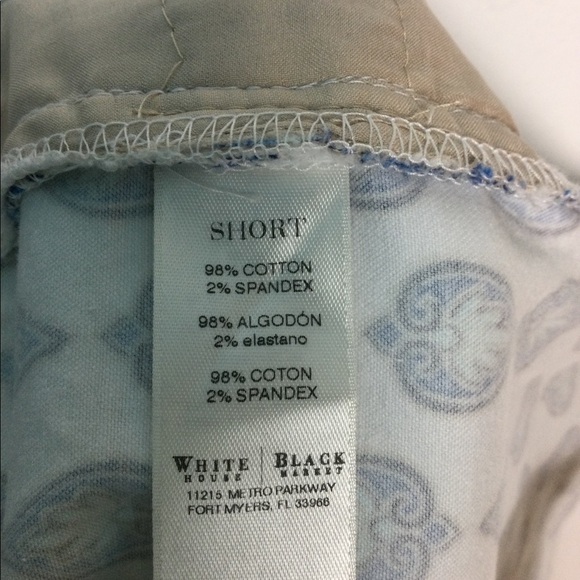 SHORT
98% COTTON
2% SPANDEX
98% ALGODÓN
2% elastano
98% COTON
2% SPANDEX
WHITE | BLACK
HOUSE | MARKET
11215 METRO PARKWAY
FORT MYERS, FL 33966